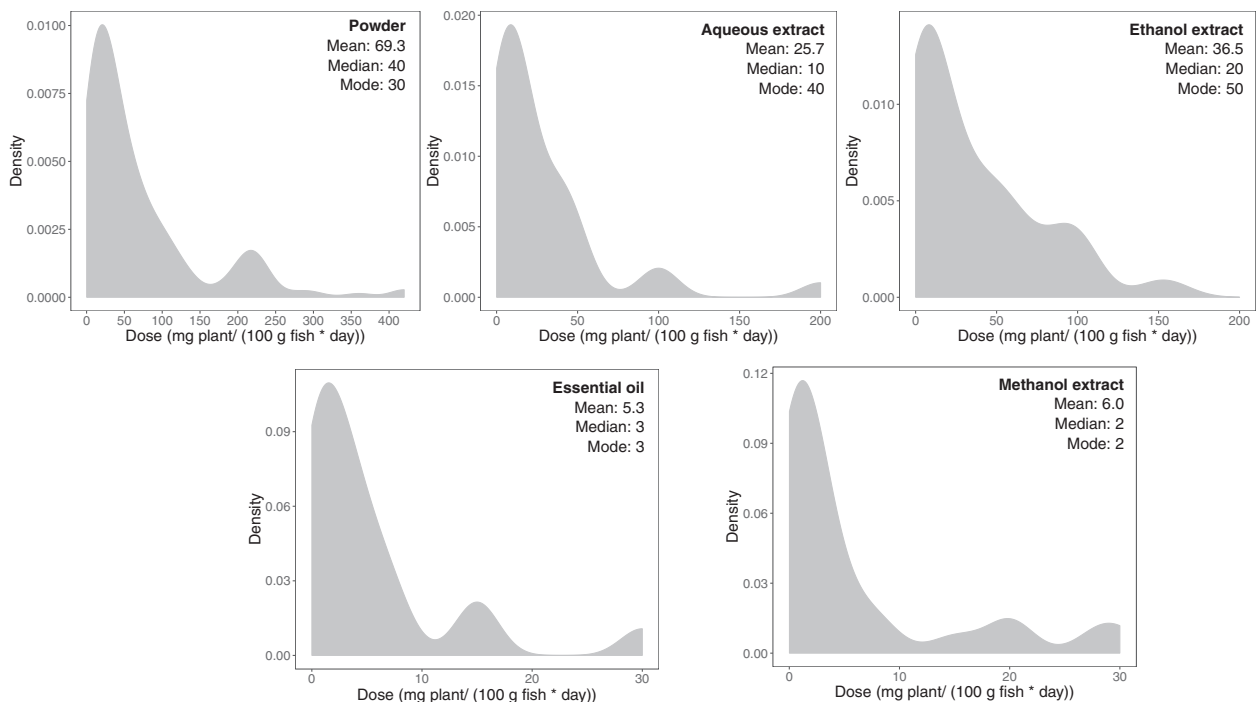 Powder
Mean: 69.3
Median: 40
Mode: 30
Density
0.0100
0.0075
0.0050
0.0025
0.0000
0 50 100 150 200 250 300 350 400
Dose (mg plant/ (100 g fish * day))
Aqueous extract
Mean: 25.7
Median: 10
Mode: 40
Density
0.020
0.015
0.010
0.005
0.000
0 50 100 150 200
Dose (mg plant/ (100 g fish * day))
Ethanol extract
Mean: 36.5
Median: 20
Mode: 50
Density
0.010
0.005
0.000
0 50 100 150 200
Dose (mg plant/ (100 g fish * day))
Essential oil
Mean: 5.3
Median: 3
Mode: 3
Density
0.09
0.06
0.03
0.00
0 10 20 30
Dose (mg plant/ (100 g fish * day))
Methanol extract
Mean: 6.0
Median: 2
Mode: 2
Density
0.12
0.09
0.06
0.03
0.00
0 10 20 30
Dose (mg plant/ (100 g fish * day))